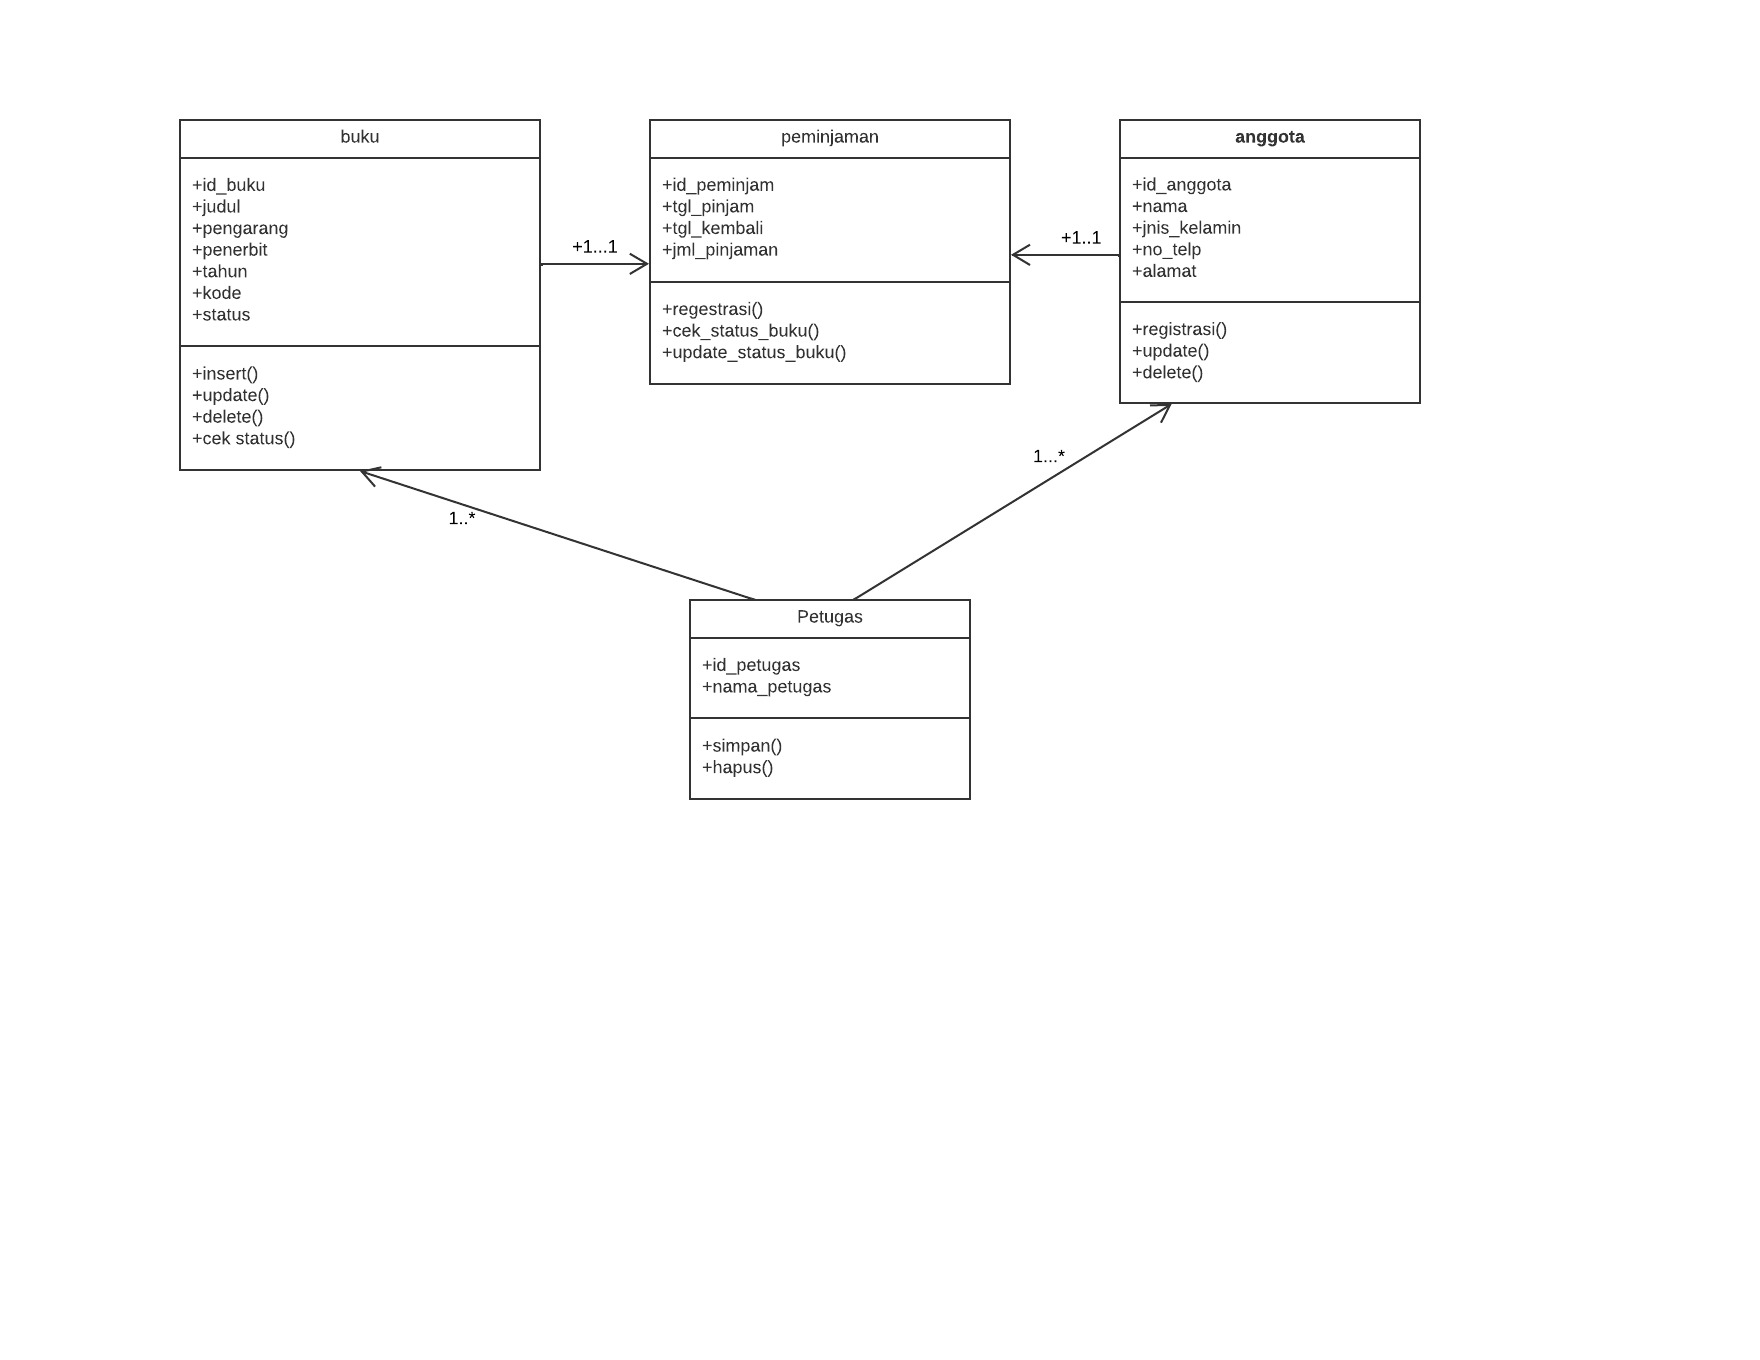 buku
+id_buku
+judul
+pengarang
+penerbit
+tahun
+kode
+status
+insert()
+update()
+delete()
+cek status()
+1...1
peminjaman
+id_peminjam
+tgl_pinjam
+tgl_kembali
+jml_pinjaman
+regestrasi()
+cek_status_buku()
+update_status_buku()
+1..1
anggota
+id_anggota
+nama
+jnis_kelamin
+no_telp
+alamat
+registrasi()
+update()
+delete()
1..*
1...*
Petugas
+id_petugas
+nama_petugas
+simpan()
+hapus()